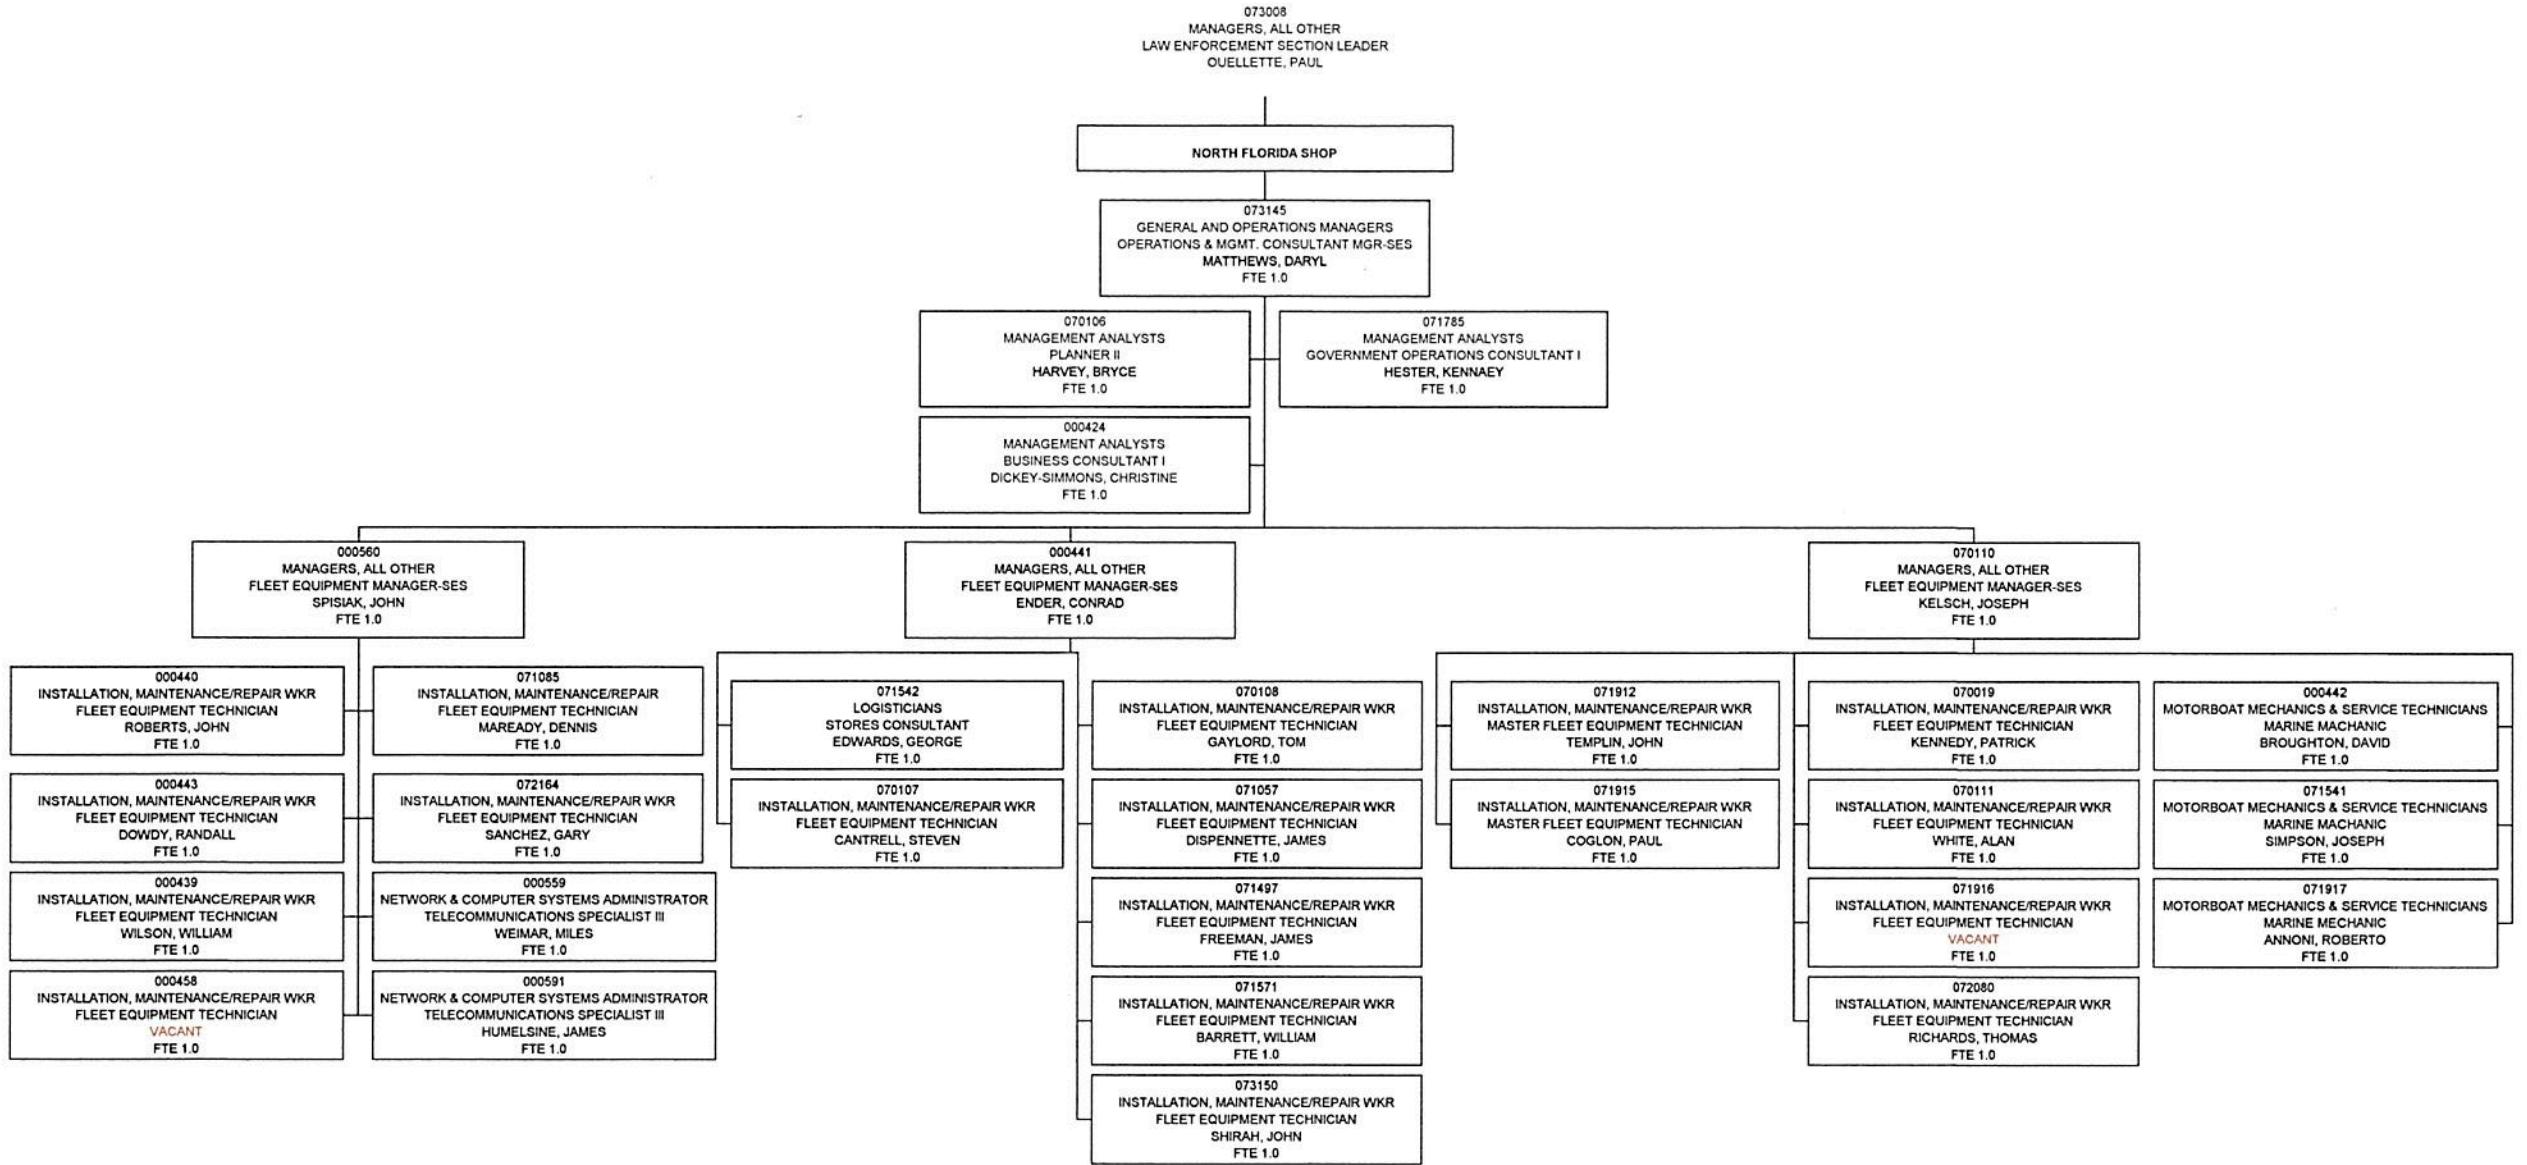 073008
MANAGERS, ALL OTHER
LAW ENFORCEMENT SECTION LEADER
OUELLETTE, PAUL
NORTH FLORIDA SHOP
073145
GENERAL AND OPERATIONS MANAGERS
OPERATIONS & MGMT. CONSULTANT MGR-SES
MATTHEWS, DARYL
FTE 1.0
070106
MANAGEMENT ANALYSTS
PLANNER II
HARVEY, BRYCE
FTE 1.0
071785
MANAGEMENT ANALYSTS
GOVERNMENT OPERATIONS CONSULTANT I
HESTER, KENNAEY
FTE 1.0
000424
MANAGEMENT ANALYSTS
BUSINESS CONSULTANT I
DICKEY-SIMMONS, CHRISTINE
FTE 1.0
000560
MANAGERS, ALL OTHER
FLEET EQUIPMENT MANAGER-SES
SPISIAK, JOHN
FTE 1.0
000441
MANAGERS, ALL OTHER
FLEET EQUIPMENT MANAGER-SES
ENDER, CONRAD
FTE 1.0
070110
MANAGERS, ALL OTHER
FLEET EQUIPMENT MANAGER-SES
KELSCH, JOSEPH
FTE 1.0
000440
INSTALLATION, MAINTENANCE/REPAIR WKR
FLEET EQUIPMENT TECHNICIAN
ROBERTS, JOHN
FTE 1.0
071085
INSTALLATION, MAINTENANCE/REPAIR
FLEET EQUIPMENT TECHNICIAN
MAREADY, DENNIS
FTE 1.0
000443
INSTALLATION, MAINTENANCE/REPAIR WKR
FLEET EQUIPMENT TECHNICIAN
DOWDY, RANDALL
FTE 1.0
072164
INSTALLATION, MAINTENANCE/REPAIR WKR
FLEET EQUIPMENT TECHNICIAN
SANCHEZ, GARY
FTE 1.0
000439
INSTALLATION, MAINTENANCE/REPAIR WKR
FLEET EQUIPMENT TECHNICIAN
WILSON, WILLIAM
FTE 1.0
000559
NETWORK & COMPUTER SYSTEMS ADMINISTRATOR
TELECOMMUNICATIONS SPECIALIST III
WEIMAR, MILES
FTE 1.0
000458
INSTALLATION, MAINTENANCE/REPAIR WKR
FLEET EQUIPMENT TECHNICIAN
VACANT
FTE 1.0
000591
NETWORK & COMPUTER SYSTEMS ADMINISTRATOR
TELECOMMUNICATIONS SPECIALIST III
HUMELSINE, JAMES
FTE 1.0
071542
LOGISTICIANS
STORES CONSULTANT
EDWARDS, GEORGE
FTE 1.0
070107
INSTALLATION, MAINTENANCE/REPAIR WKR
FLEET EQUIPMENT TECHNICIAN
CANTRELL, STEVEN
FTE 1.0
070108
INSTALLATION, MAINTENANCE/REPAIR WKR
FLEET EQUIPMENT TECHNICIAN
GAYLORD, TOM
FTE 1.0
071057
INSTALLATION, MAINTENANCE/REPAIR WKR
FLEET EQUIPMENT TECHNICIAN
DISPENNETTE, JAMES
FTE 1.0
071497
INSTALLATION, MAINTENANCE/REPAIR WKR
FLEET EQUIPMENT TECHNICIAN
FREEMAN, JAMES
FTE 1.0
071571
INSTALLATION, MAINTENANCE/REPAIR WKR
FLEET EQUIPMENT TECHNICIAN
BARRETT, WILLIAM
FTE 1.0
073150
INSTALLATION, MAINTENANCE/REPAIR WKR
FLEET EQUIPMENT TECHNICIAN
SHIRAH, JOHN
FTE 1.0
071912
INSTALLATION, MAINTENANCE/REPAIR WKR
MASTER FLEET EQUIPMENT TECHNICIAN
TEMPLIN, JOHN
FTE 1.0
071915
INSTALLATION, MAINTENANCE/REPAIR WKR
MASTER FLEET EQUIPMENT TECHNICIAN
COGLON, PAUL
FTE 1.0
070019
INSTALLATION, MAINTENANCE/REPAIR WKR
FLEET EQUIPMENT TECHNICIAN
KENNEDY, PATRICK
FTE 1.0
070111
INSTALLATION, MAINTENANCE/REPAIR WKR
FLEET EQUIPMENT TECHNICIAN
WHITE, ALAN
FTE 1.0
071916
INSTALLATION, MAINTENANCE/REPAIR WKR
FLEET EQUIPMENT TECHNICIAN
VACANT
FTE 1.0
072080
INSTALLATION, MAINTENANCE/REPAIR WKR
FLEET EQUIPMENT TECHNICIAN
RICHARDS, THOMAS
FTE 1.0
000442
MOTORBOAT MECHANICS & SERVICE TECHNICIANS
MARINE MACHANIC
BROUGHTON, DAVID
FTE 1.0
071541
MOTORBOAT MECHANICS & SERVICE TECHNICIANS
MARINE MACHANIC
SIMPSON, JOSEPH
FTE 1.0
071917
MOTORBOAT MECHANICS & SERVICE TECHNICIANS
MARINE MECHANIC
ANNONI, ROBERTO
FTE 1.0